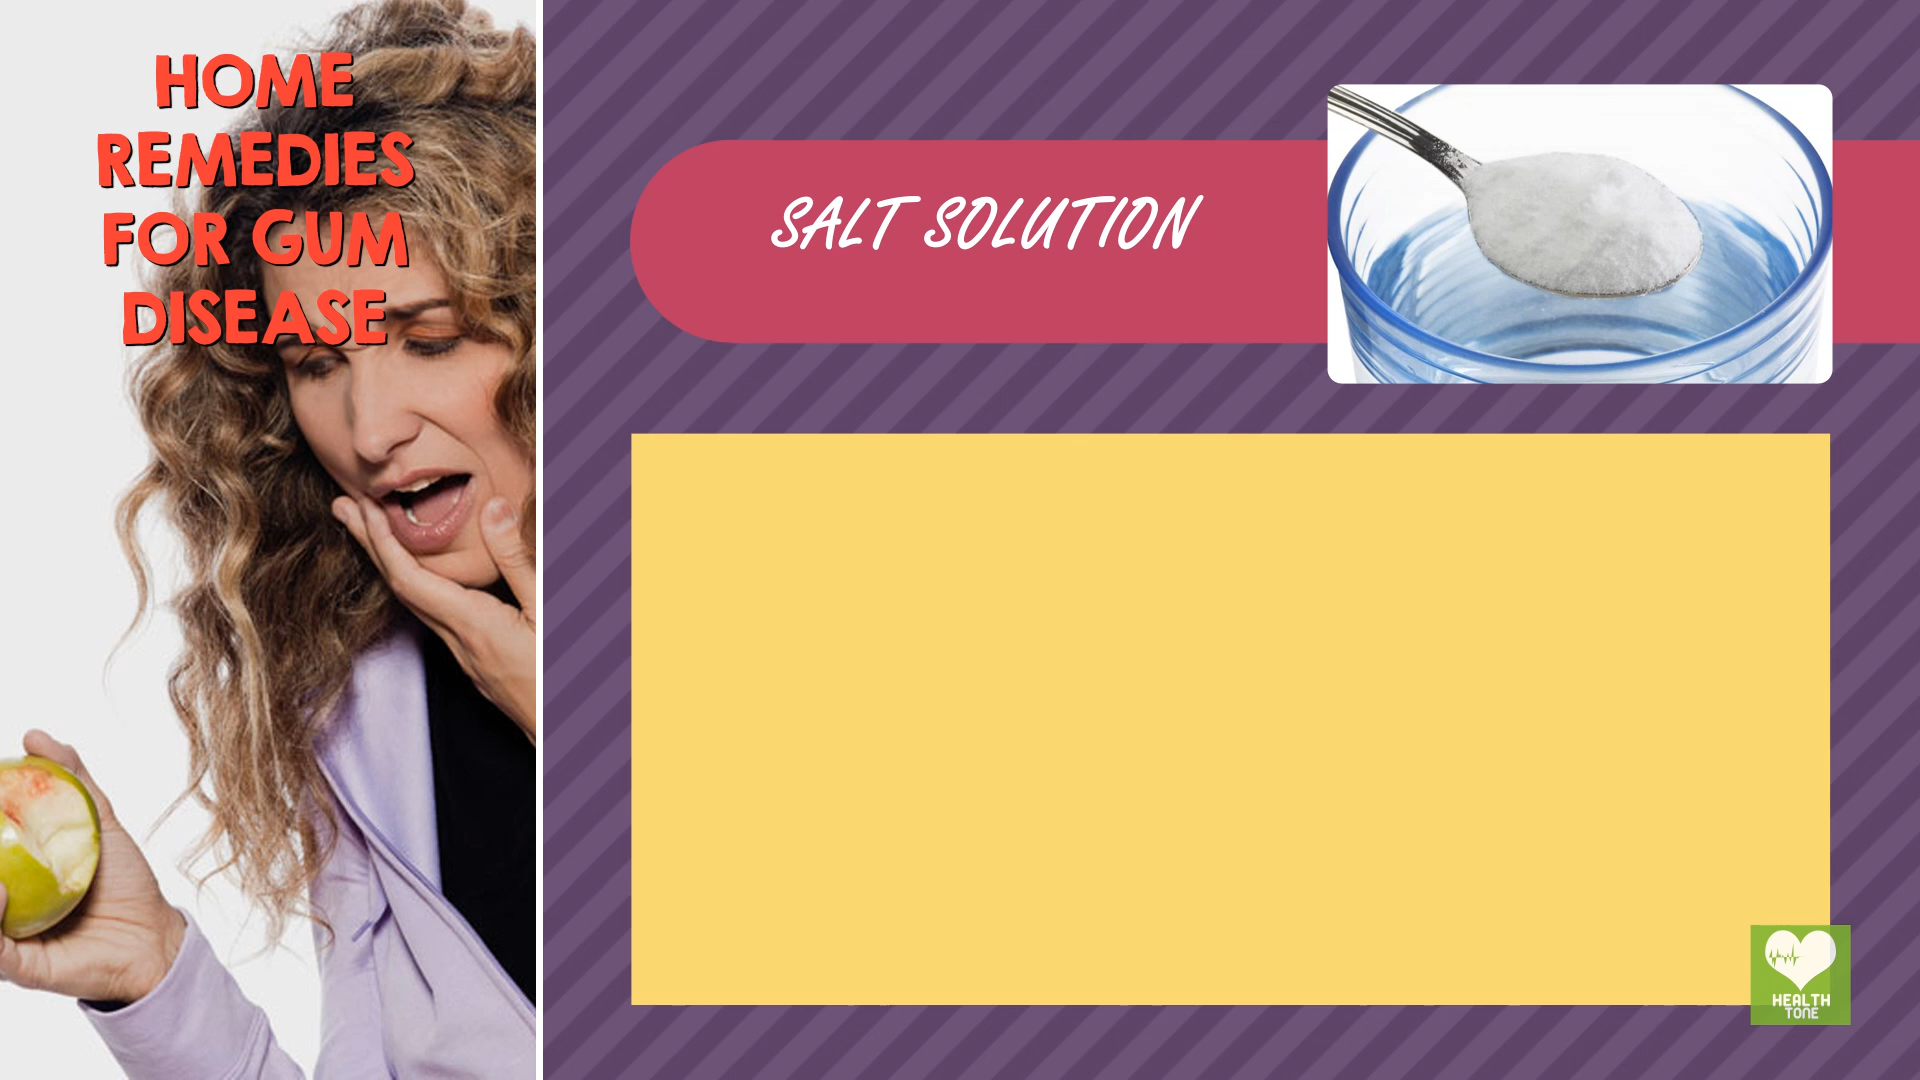 HOME
REMEDIES
FOR GUM
DISEASE
SALT SOLUTION
HEALTH
TONE